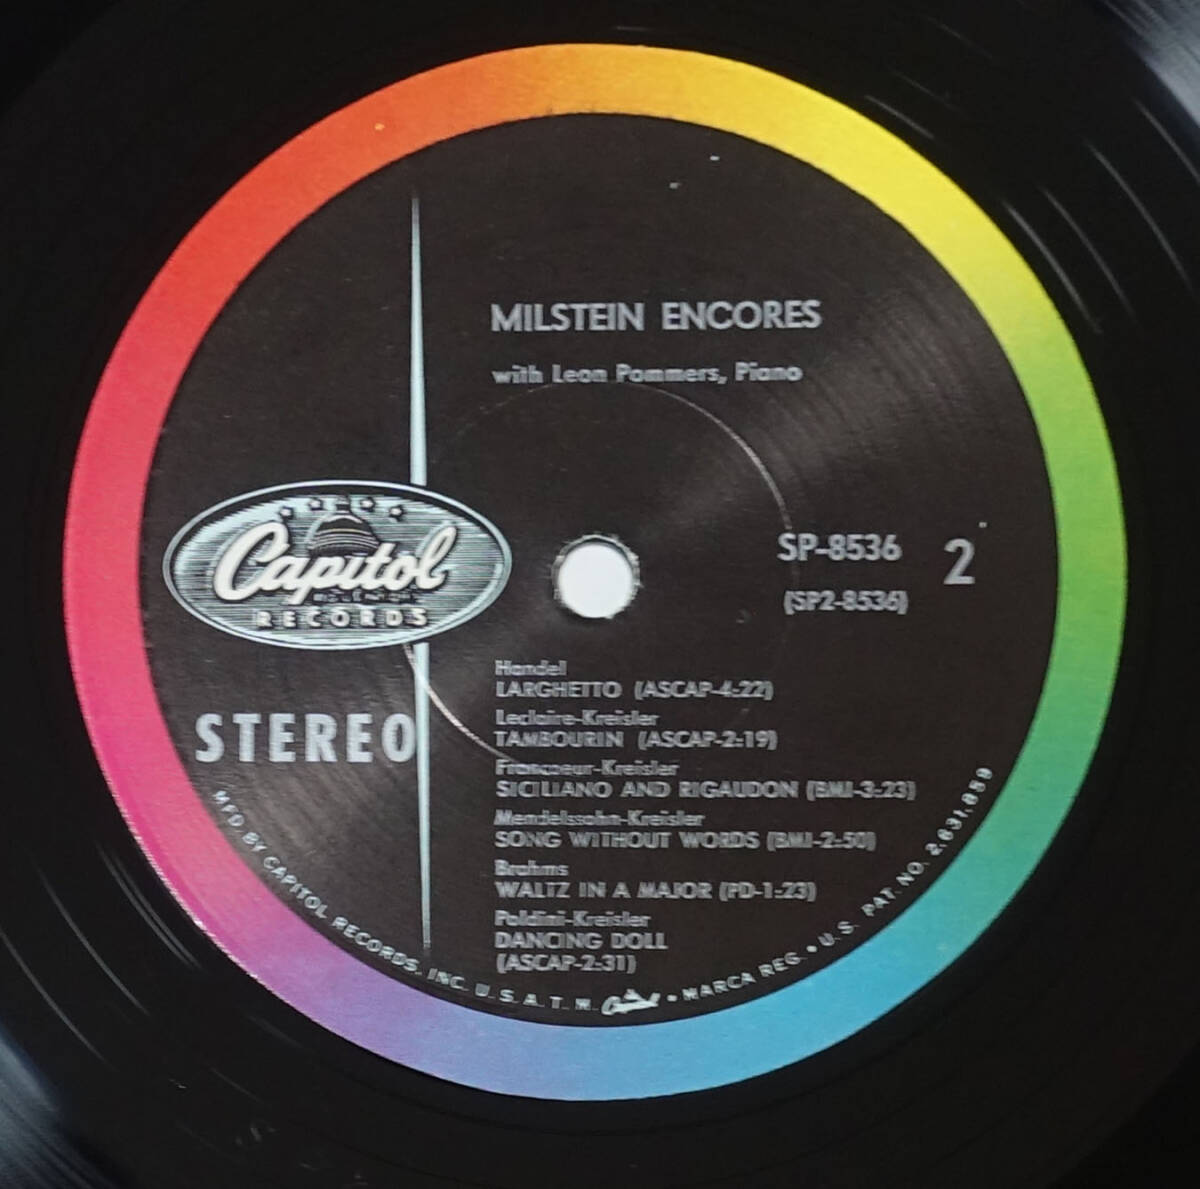 MILSTEIN ENCORES
with Leon Pommers, Piano
Capitol
RECORDS
SP-8536
2
(SP2-8536)
STEREO
Handel
LARGHETTO (ASCAP-4:22)
Leclaire-Kreisler
TAMBOURIN (ASCAP-2:19)
Francoeur-Kreisler
SICILIANO AND RIGAUDON (BMI-3:23)
Mendelssohn-Kreisler
SONG WITHOUT WORDS (BMI-2:50)
Brahms
WALTZ IN A MAJOR (PD-1:23)
Poldini-Kreisler
DANCING DOLL
(ASCAP-2:31)
MFD. BY CAPITOL RECORDS, INC. U.S.A. T.M. Capitol • MARCA REG. • U.S. PAT. NO. 2,631,859